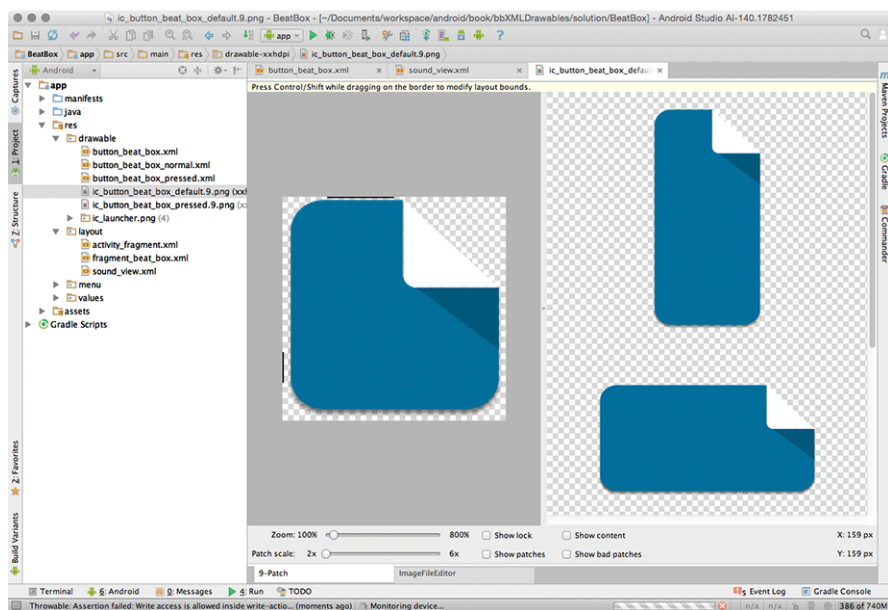 ic_button_beat_box_default.9.png - BeatBox - [~/Documents/workspace/android/book/bbXMLDrawables/solution/BeatBox] - Android Studio AI-140.1782451
app
BeatBox app src main res drawable-xxhdpi ic_button_beat_box_default.9.png
Android button_beat_box.xml sound_view.xml ic_button_beat_box_defaul
Press Control/Shift while dragging on the border to modify layout bounds.
Captures
1: Project
Z: Structure
2: Favorites
Build Variants
app
manifests
java
res
drawable
button_beat_box.xml
button_beat_box_normal.xml
button_beat_box_pressed.xml
ic_button_beat_box_default.9.png (xxh
ic_button_beat_box_pressed.9.png (x
ic_launcher.png (4)
layout
activity_fragment.xml
fragment_beat_box.xml
sound_view.xml
menu
values
assets
Gradle Scripts
Maven Projects
Gradle
Commander
Zoom: 100% 800% Show lock Show content X: 159 px
Patch scale: 2x 6x Show patches Show bad patches Y: 159 px
9-Patch ImageFileEditor
Terminal 6: Android 0: Messages 4: Run TODO Event Log Gradle Console
Throwable: Assertion failed: Write access is allowed inside write-actio... (moments ago) Monitoring device... n/a n/a 386 of 740M